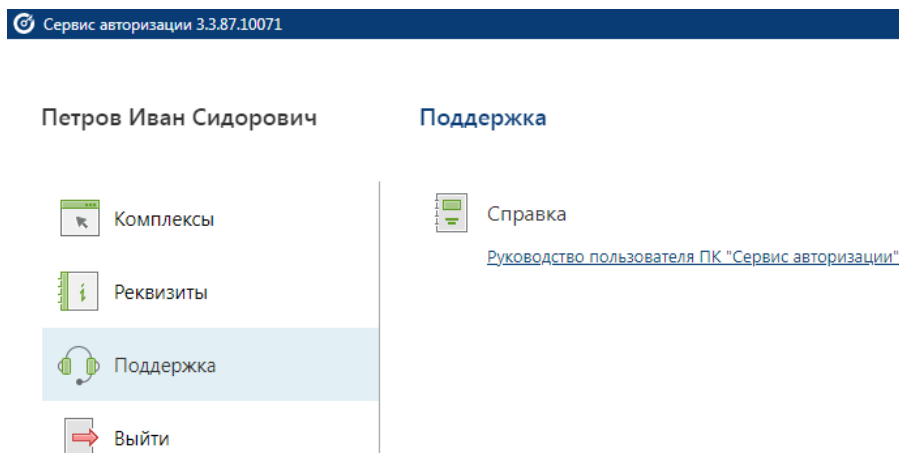 Сервис авторизации 3.3.87.10071
Петров Иван Сидорович
Поддержка
Комплексы
Справка
Руководство пользователя ПК "Сервис авторизации"
Реквизиты
Поддержка
Выйти